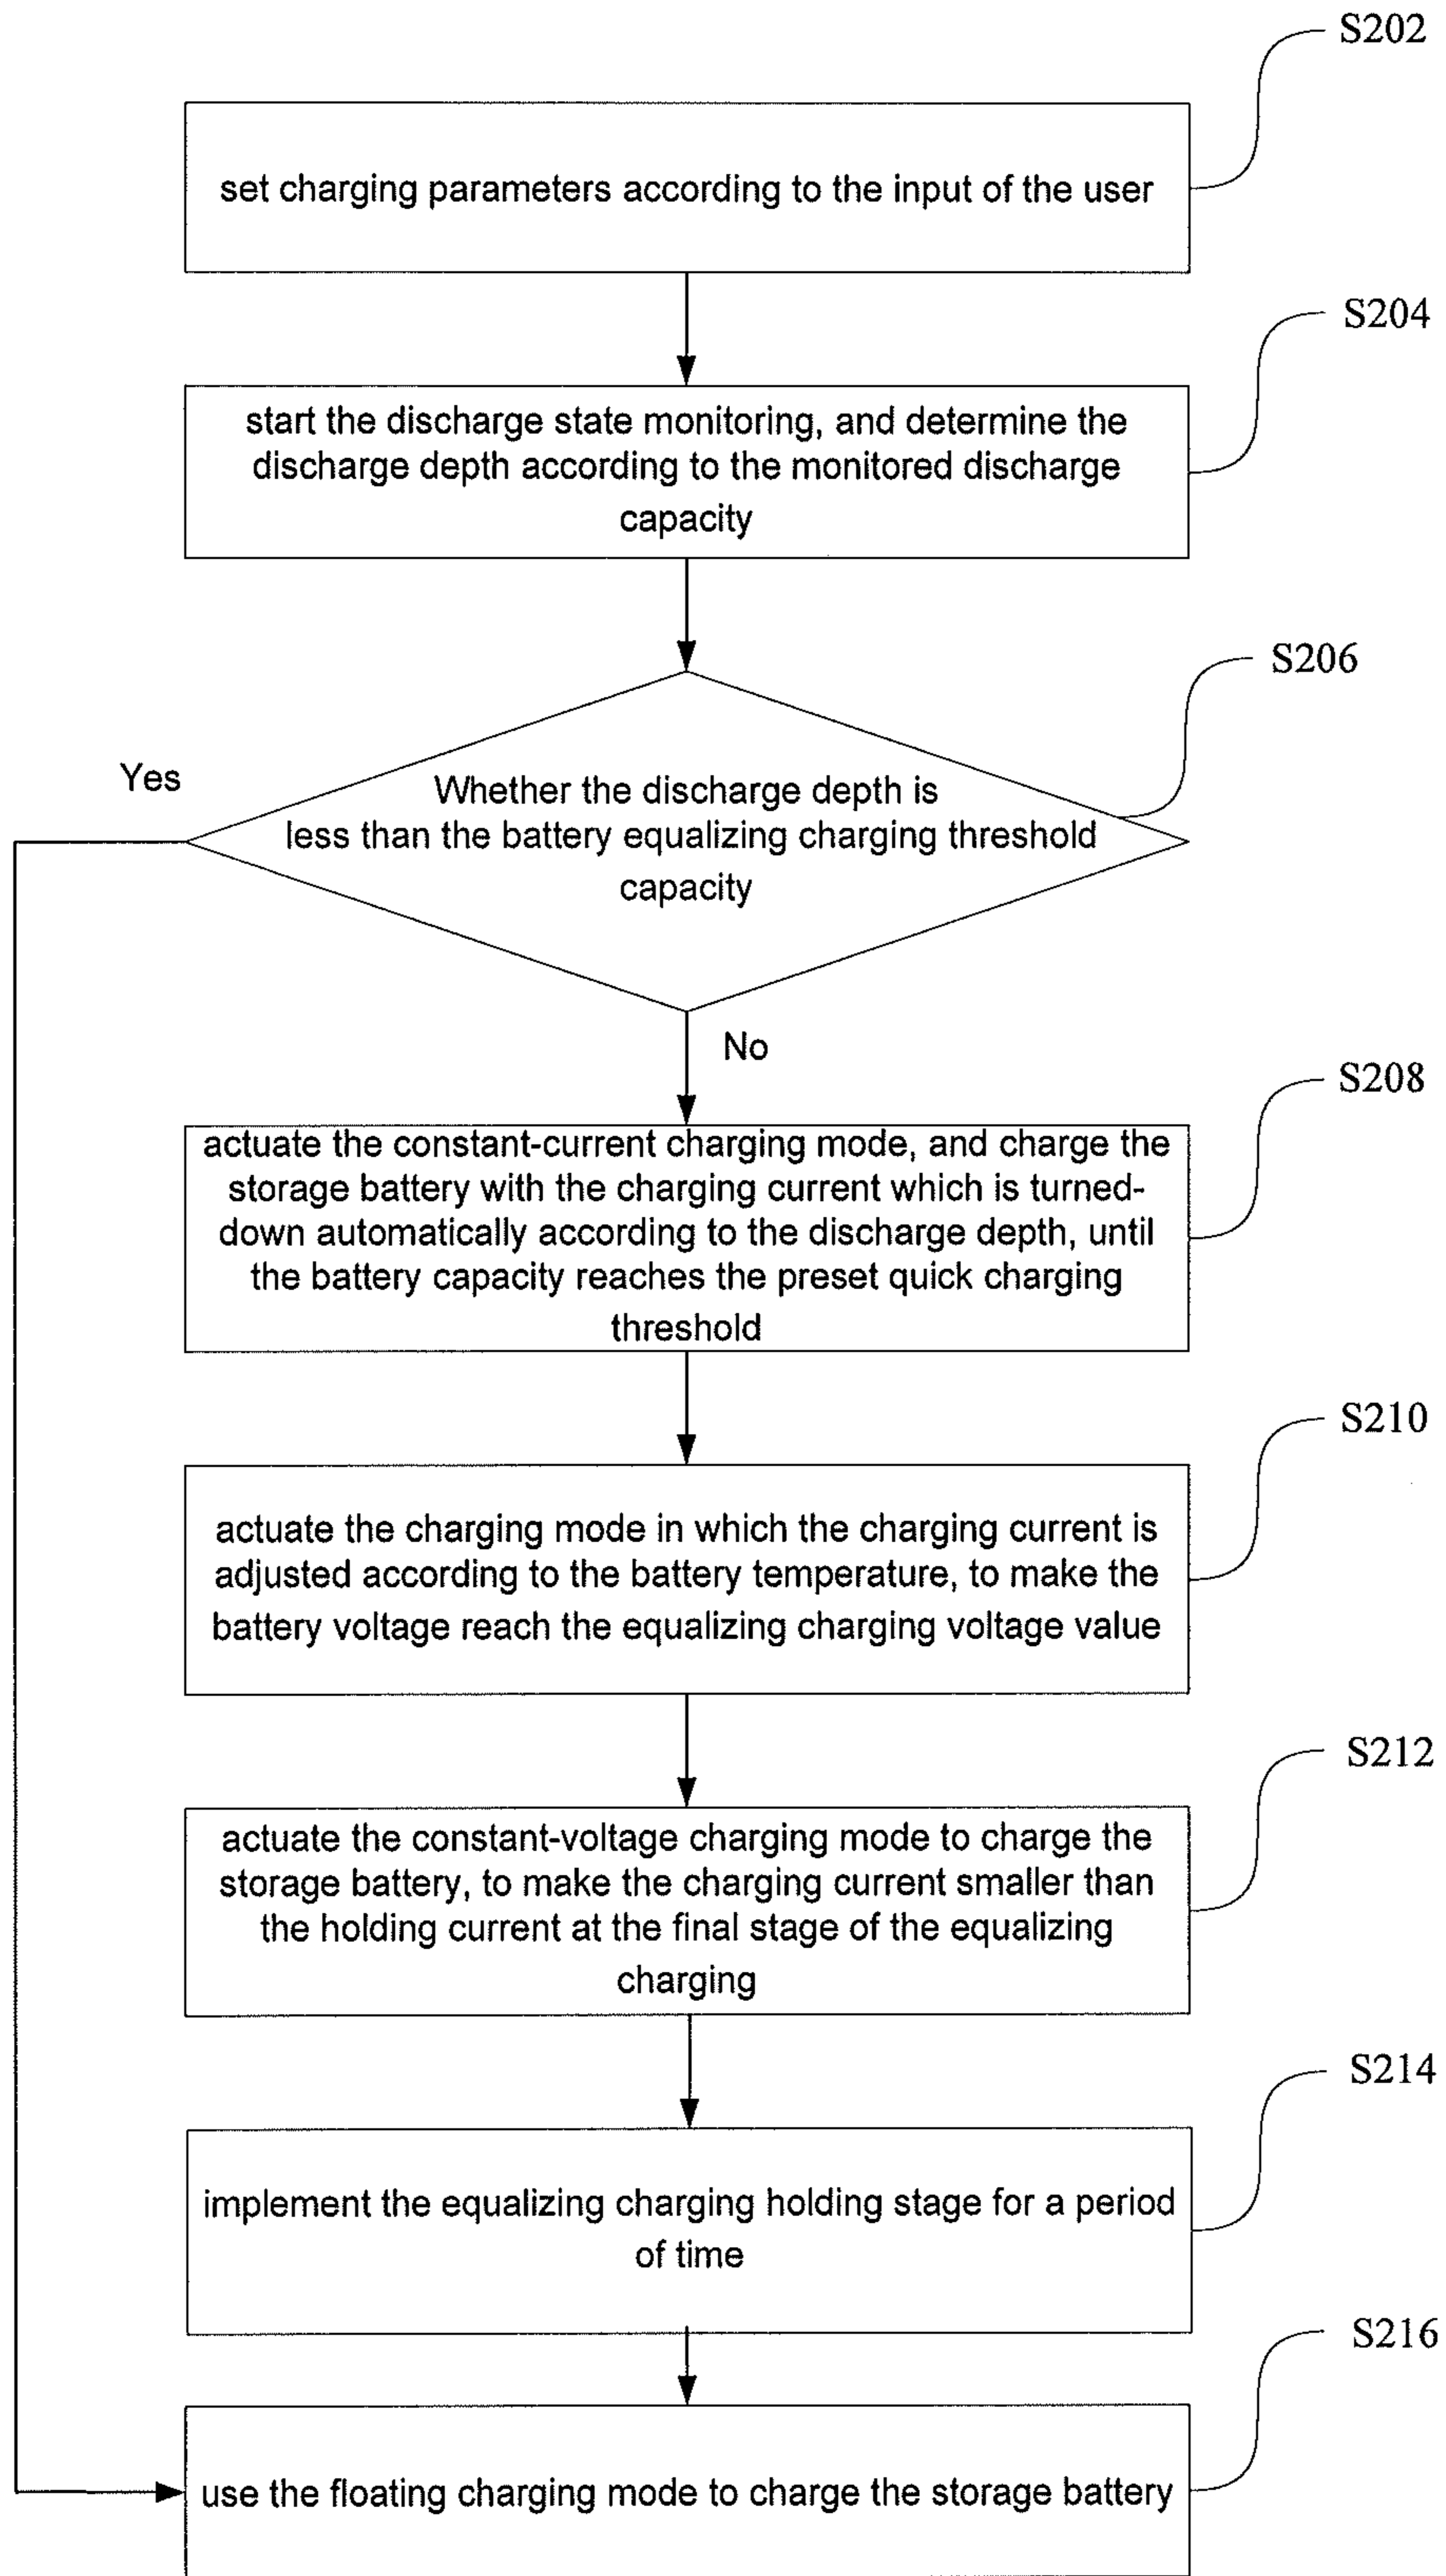 S202
set charging parameters according to the input of the user
S204
start the discharge state monitoring, and determine the
discharge depth according to the monitored discharge
capacity
S206
Yes
Whether the discharge depth is
less than the battery equalizing charging threshold
capacity
No
S208
actuate the constant-current charging mode, and charge the
storage battery with the charging current which is turned-
down automatically according to the discharge depth, until
the battery capacity reaches the preset quick charging
threshold
S210
actuate the charging mode in which the charging current is
adjusted according to the battery temperature, to make the
battery voltage reach the equalizing charging voltage value
S212
actuate the constant-voltage charging mode to charge the
storage battery, to make the charging current smaller than
the holding current at the final stage of the equalizing
charging
S214
implement the equalizing charging holding stage for a period
of time
S216
use the floating charging mode to charge the storage battery